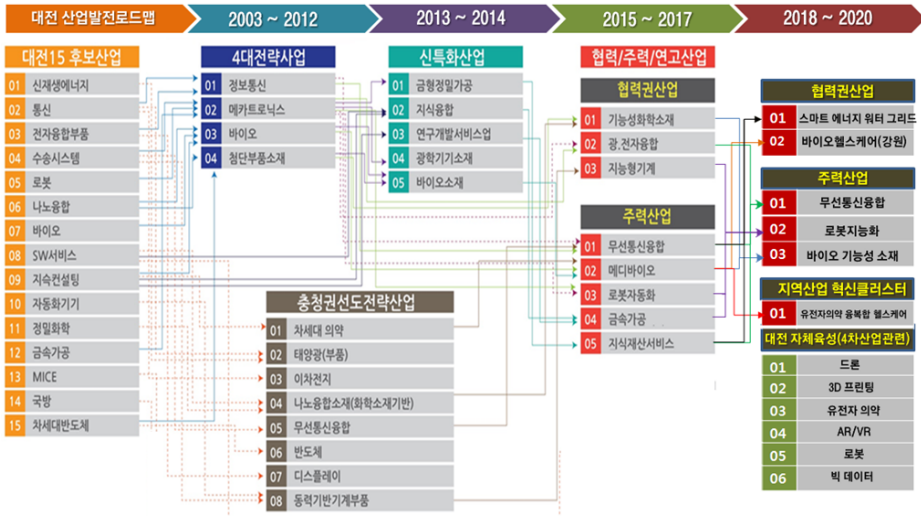 대전 산업발전로드맵
2003 ~ 2012
2013 ~ 2014
2015 ~ 2017
2018 ~ 2020
대전15 후보산업
01 신재생에너지
02 통신
03 전자융합부품
04 수송시스템
05 로봇
06 나노융합
07 바이오
08 SW서비스
09 지속컨설팅
10 자동화기기
11 정밀화학
12 금속가공
13 MICE
14 국방
15 차세대반도체
4대전략사업
01 정보통신
02 메카트로닉스
03 바이오
04 첨단부품소재
신특화산업
01 금형정밀가공
02 지식융합
03 연구개발서비스업
04 광학기기소재
05 바이오소재
충청권선도전략산업
01 차세대 의약
02 태양광(부품)
03 이차전지
04 나노융합소재(화학소재기반)
05 무선통신융합
06 반도체
07 디스플레이
08 동력기반기계부품
협력/주력/연고산업
협력권산업
01 기능성화학소재
02 광.전자융합
03 지능형기계
주력산업
01 무선통신융합
02 메디바이오
03 로봇자동화
04 금속가공
05 지식재산서비스
협력권산업
01 스마트 에너지 워터 그리드
02 바이오헬스케어(강원)
주력산업
01 무선통신융합
02 로봇지능화
03 바이오 기능성 소재
지역산업 혁신클러스터
01 유전자의약 융복합 헬스케어
대전 자체육성(4차산업관련)
01 드론
02 3D 프린팅
03 유전자 의약
04 AR/VR
05 로봇
06 빅 데이터